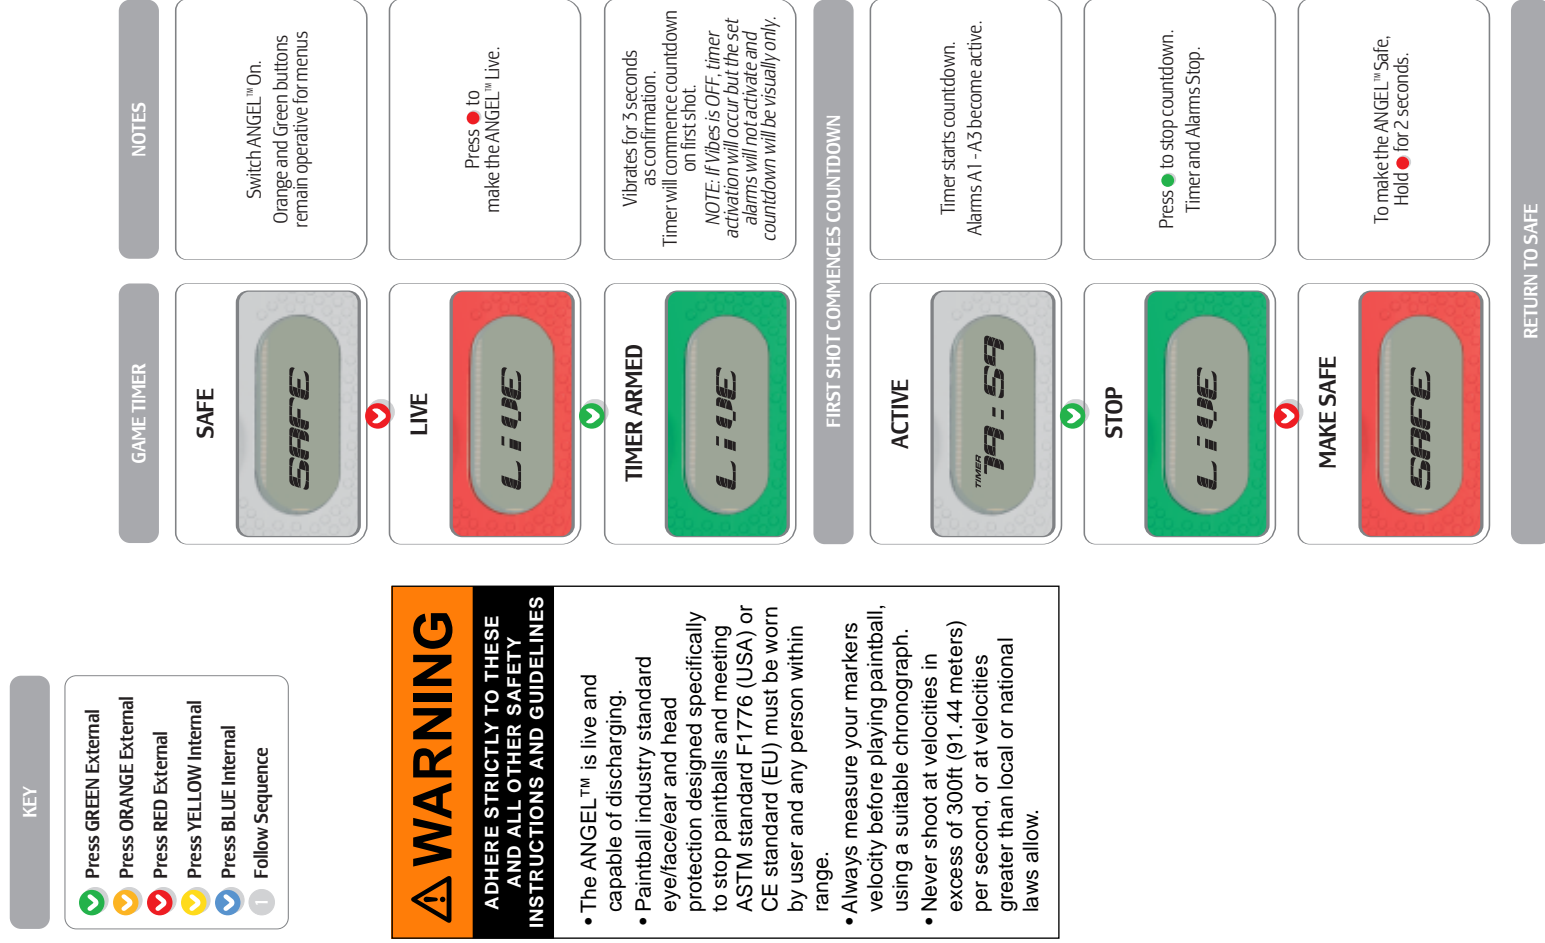 KEY
Press GREEN External
Press ORANGE External
Press RED External
Press YELLOW Internal
Press BLUE Internal
1 Follow Sequence
WARNING
ADHERE STRICTLY TO THESE
AND ALL OTHER SAFETY
INSTRUCTIONS AND GUIDELINES
• The ANGEL™ is live and
capable of discharging.
• Paintball industry standard
eye/face/ear and head
protection designed specifically
to stop paintballs and meeting
ASTM standard F1776 (USA) or
CE standard (EU) must be worn
by user and any person within
range.
• Always measure your markers
velocity before playing paintball,
using a suitable chronograph.
• Never shoot at velocities in
excess of 300ft (91.44 meters)
per second, or at velocities
greater than local or national
laws allow.
GAME TIMER
NOTES
SAFE
SAFE
Switch ANGEL™ On.
Orange and Green buttons
remain operative for menus
LIVE
LiVE
Press to
make the ANGEL™ Live.
TIMER ARMED
LiVE
Vibrates for 3 seconds
as confirmation.
Timer will commence countdown
on first shot.
NOTE: If Vibes is OFF, timer
activation will occur but the set
alarms will not activate and
countdown will be visually only.
FIRST SHOT COMMENCES COUNTDOWN
ACTIVE
TIMER
19:59
Timer starts countdown.
Alarms A1 - A3 become active.
STOP
LiVE
Press to stop countdown.
Timer and Alarms Stop.
MAKE SAFE
SAFE
To make the ANGEL™ Safe,
Hold for 2 seconds.
RETURN TO SAFE